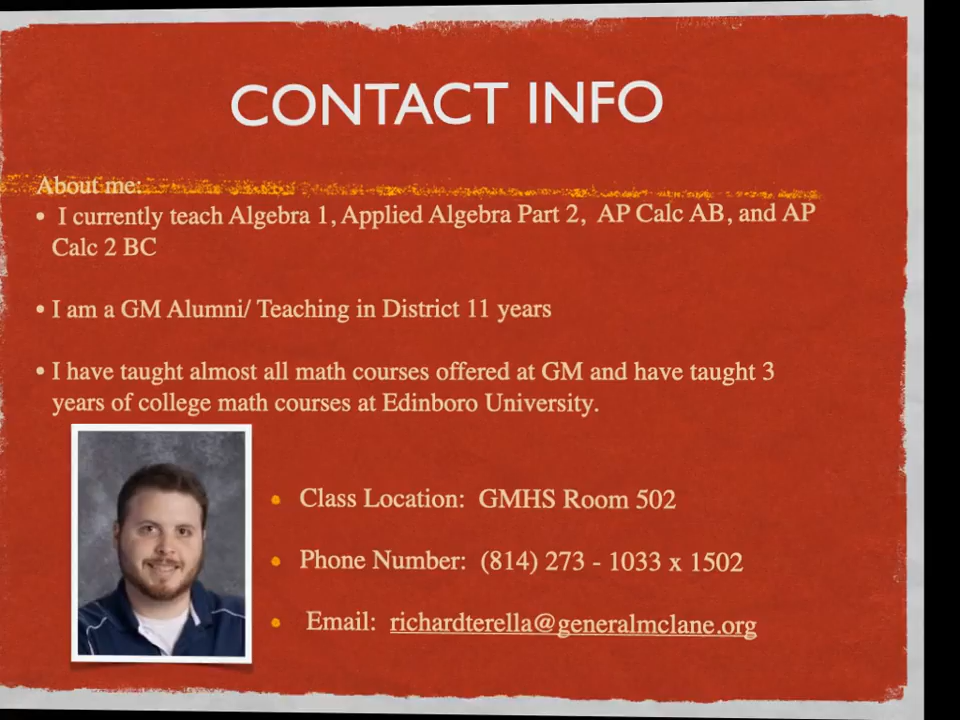 CONTACT INFO
About me:
• I currently teach Algebra 1, Applied Algebra Part 2, AP Calc AB, and AP
Calc 2 BC
• I am a GM Alumni/ Teaching in District 11 years
• I have taught almost all math courses offered at GM and have taught 3
years of college math courses at Edinboro University.
• Class Location: GMHS Room 502
• Phone Number: (814) 273 - 1033 x 1502
• Email: richardterella@generalmclane.org